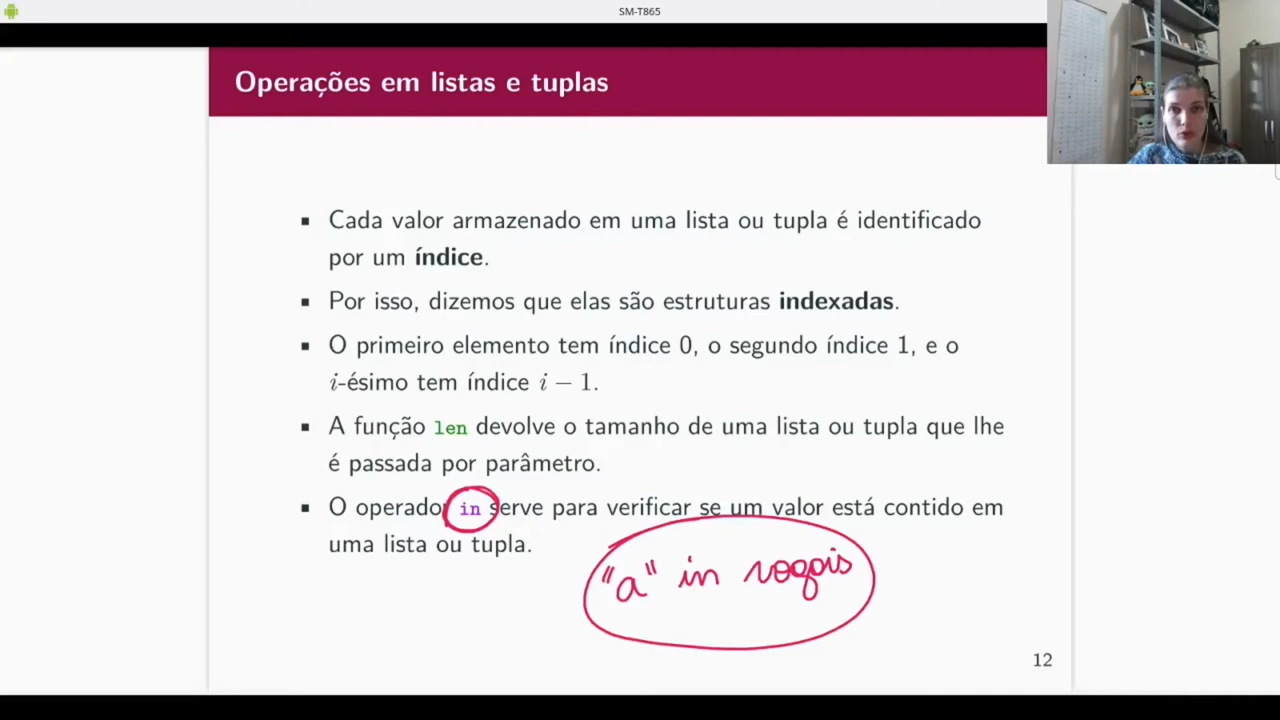 SM-T865
Operações em listas e tuplas
▪ Cada valor armazenado em uma lista ou tupla é identificado
por um índice.
▪ Por isso, dizemos que elas são estruturas indexadas.
▪ O primeiro elemento tem índice 0, o segundo índice 1, e o
i-ésimo tem índice i − 1.
▪ A função len devolve o tamanho de uma lista ou tupla que lhe
é passada por parâmetro.
▪ O operador in serve para verificar se um valor está contido em
uma lista ou tupla.
"a" in vogais
12